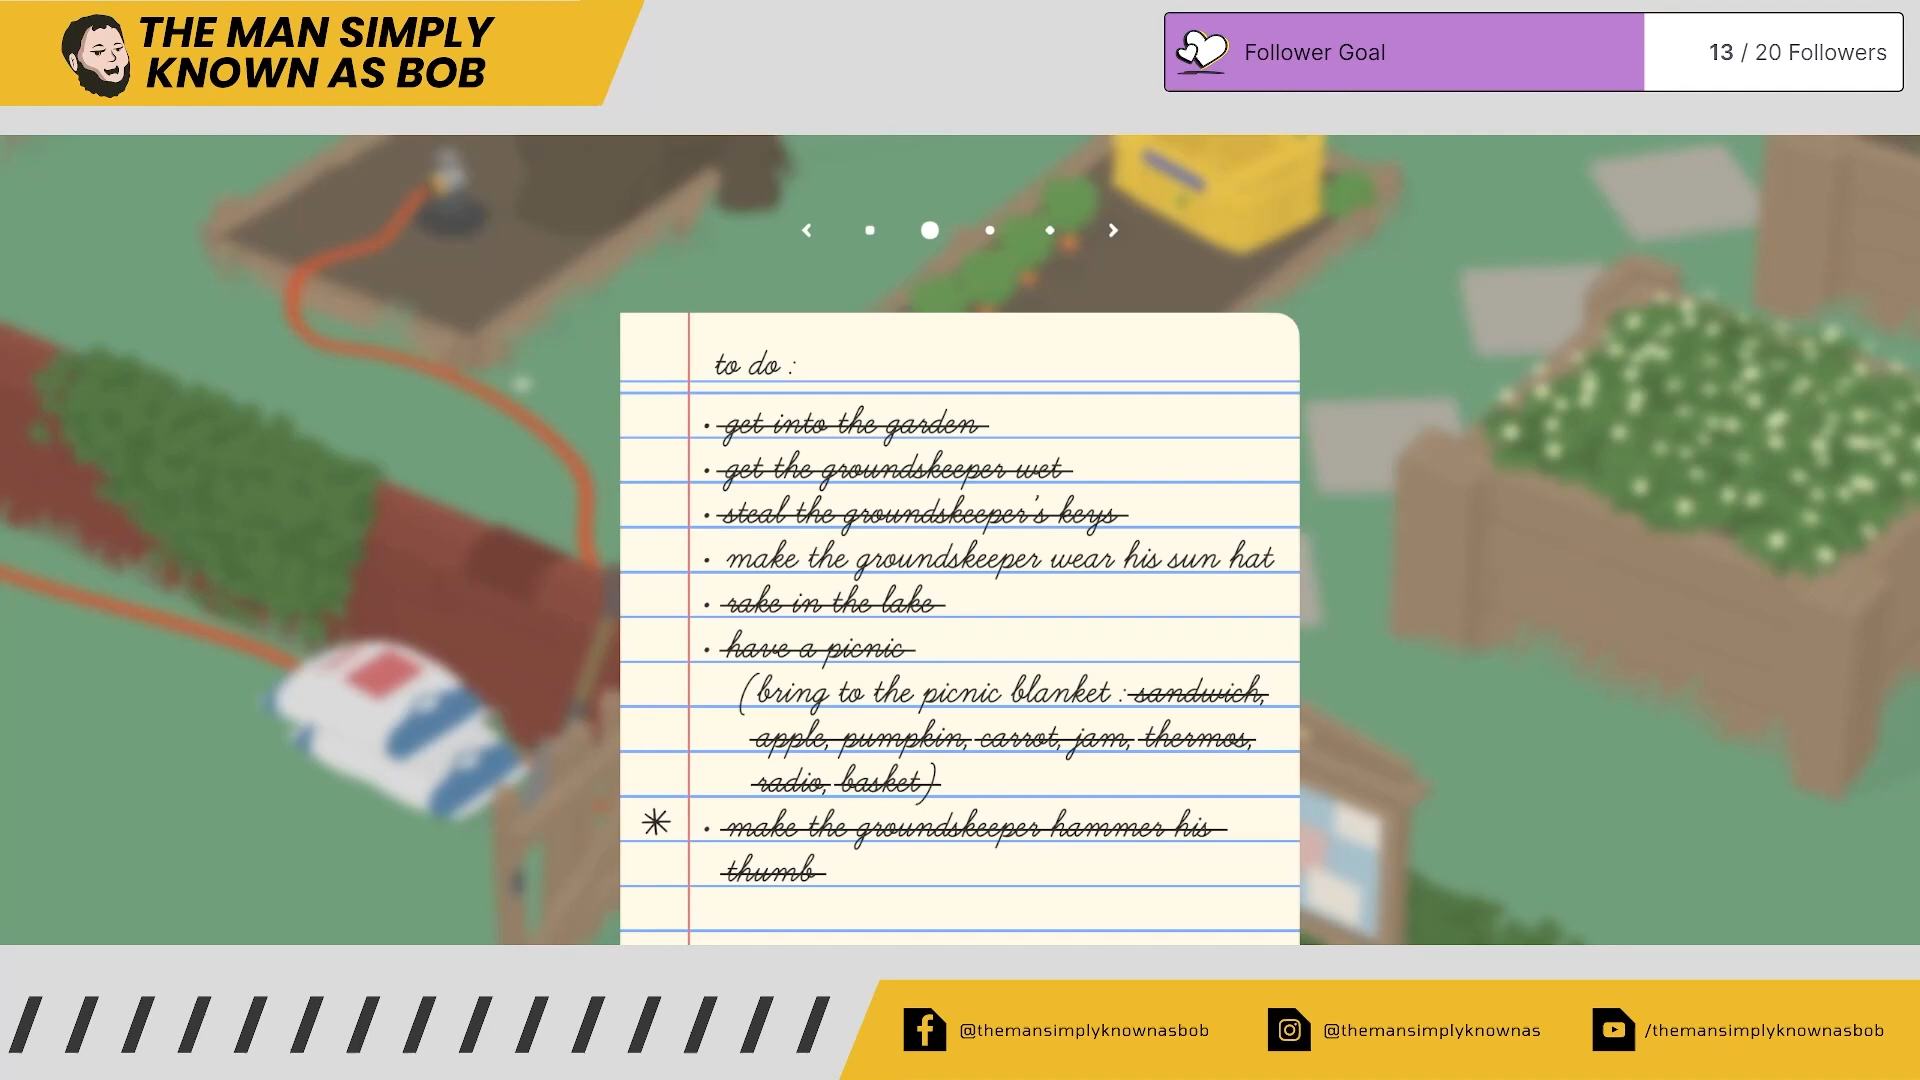 THE MAN SIMPLY
KNOWN AS BOB
Follower Goal
13 / 20 Followers
to do :
• get into the garden
• get the groundskeeper wet
• steal the groundskeeper's keys
• make the groundskeeper wear his sun hat
• rake in the lake
• have a picnic
(bring to the picnic blanket : sandwich,
apple, pumpkin, carrot, jam, thermos,
radio, basket)
• make the groundskeeper hammer his
thumb
@themansimplyknownasbob
@themansimplyknownas
/themansimplyknownasbob